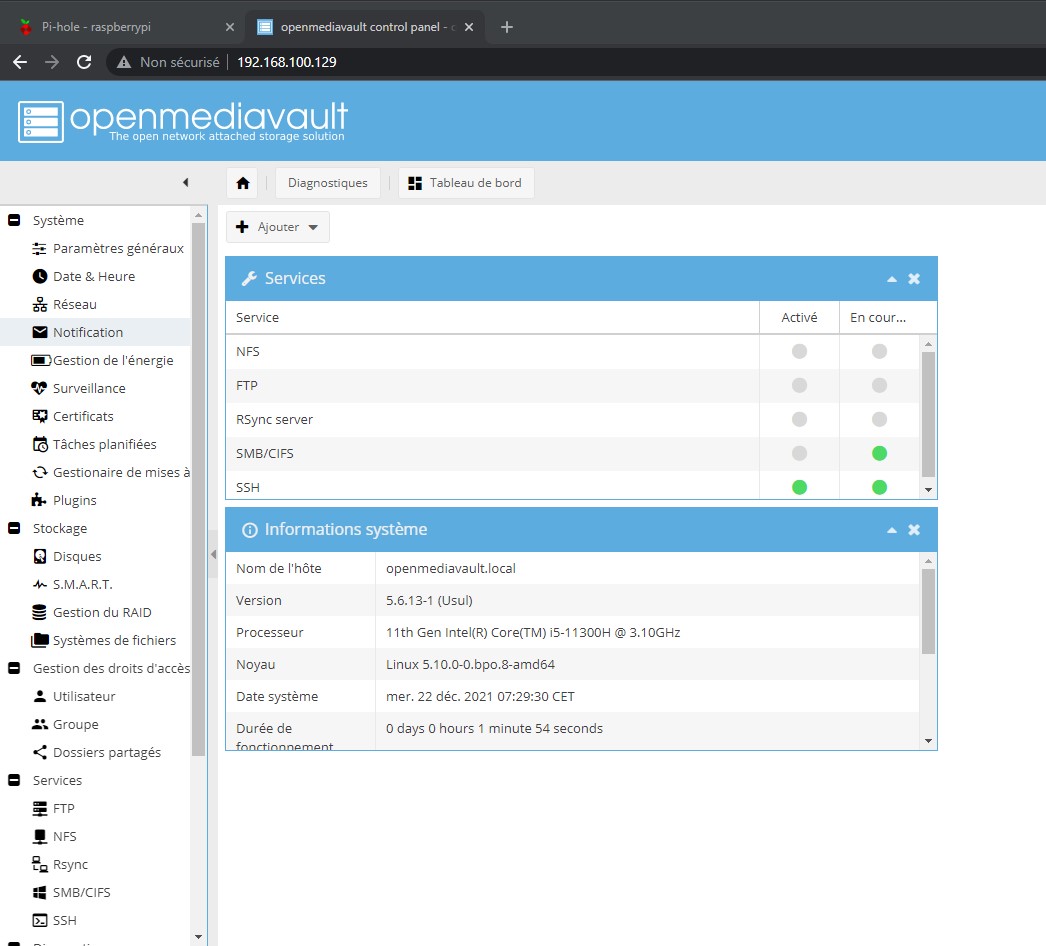 Pi-hole - raspberrypi
openmediavault control panel - o
Non sécurisé
192.168.100.129
openmediavault
The open network attached storage solution
Diagnostiques
Tableau de bord
Système
Paramètres généraux
Date & Heure
Réseau
Notification
Gestion de l'énergie
Surveillance
Certificats
Tâches planifiées
Gestionaire de mises à
Plugins
Stockage
Disques
S.M.A.R.T.
Gestion du RAID
Systèmes de fichiers
Gestion des droits d'accès
Utilisateur
Groupe
Dossiers partagés
Services
FTP
NFS
Rsync
SMB/CIFS
SSH
Ajouter
Services
Service Activé En cour...
NFS
FTP
RSync server
SMB/CIFS
SSH
Informations système
Nom de l'hôte openmediavault.local
Version 5.6.13-1 (Usul)
Processeur 11th Gen Intel(R) Core(TM) i5-11300H @ 3.10GHz
Noyau Linux 5.10.0-0.bpo.8-amd64
Date système mer. 22 déc. 2021 07:29:30 CET
Durée de 0 days 0 hours 1 minute 54 seconds
fonctionnement